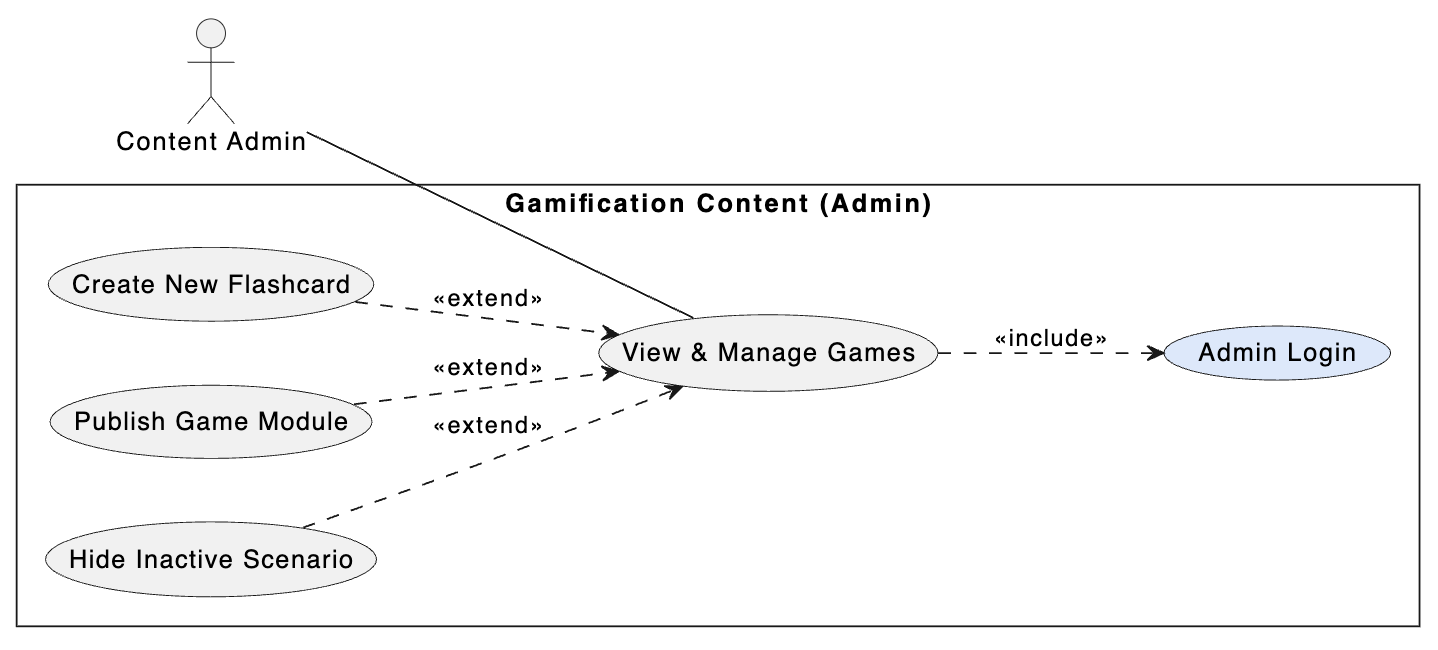 Content Admin
Gamification Content (Admin)
Create New Flashcard
«extend»
View & Manage Games
«include»
Admin Login
«extend»
Publish Game Module
«extend»
Hide Inactive Scenario